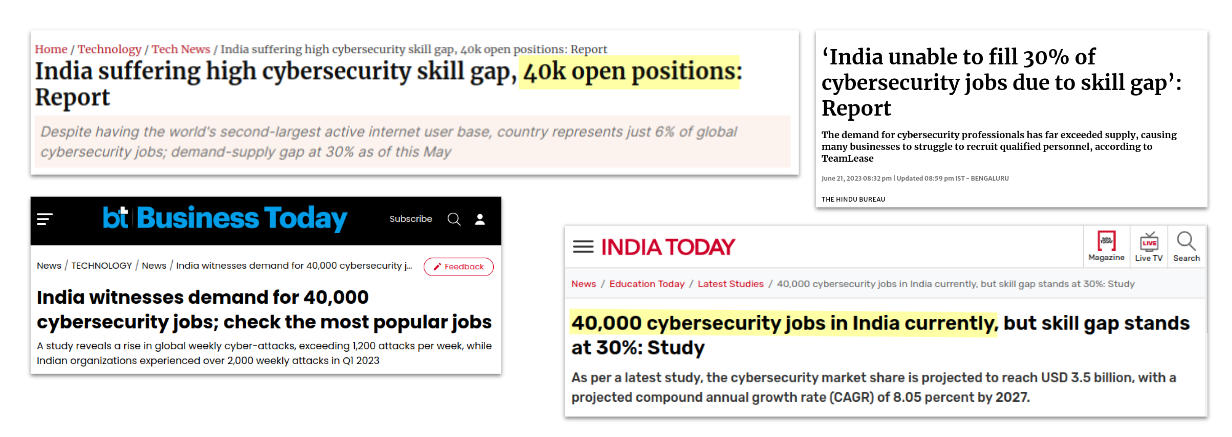 Home / Technology / Tech News / India suffering high cybersecurity skill gap, 40k open positions: Report
India suffering high cybersecurity skill gap, 40k open positions:
Report
Despite having the world's second-largest active internet user base, country represents just 6% of global
cybersecurity jobs; demand-supply gap at 30% as of this May
‘India unable to fill 30% of
cybersecurity jobs due to skill gap’:
Report
The demand for cybersecurity professionals has far exceeded supply, causing
many businesses to struggle to recruit qualified personnel, according to
TeamLease
June 21, 2023 08:32 pm | Updated 08:59 pm IST - BENGALURU
THE HINDU BUREAU
bt Business Today
Subscribe
News / TECHNOLOGY / News / India witnesses demand for 40,000 cybersecurity j...
Feedback
India witnesses demand for 40,000
cybersecurity jobs; check the most popular jobs
A study reveals a rise in global weekly cyber-attacks, exceeding 1,200 attacks per week, while
Indian organizations experienced over 2,000 weekly attacks in Q1 2023
INDIA TODAY
INDIA TODAY
Magazine
LIVE
Live TV
Search
News / Education Today / Latest Studies / 40,000 cybersecurity jobs in India currently, but skill gap stands at 30%: Study
40,000 cybersecurity jobs in India currently, but skill gap stands
at 30%: Study
As per a latest study, the cybersecurity market share is projected to reach USD 3.5 billion, with a
projected compound annual growth rate (CAGR) of 8.05 percent by 2027.